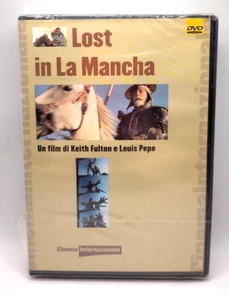 DVD
Lost
in La Mancha
Un film di Keith Fulton e Louis Pepe
Cinema Internazionale